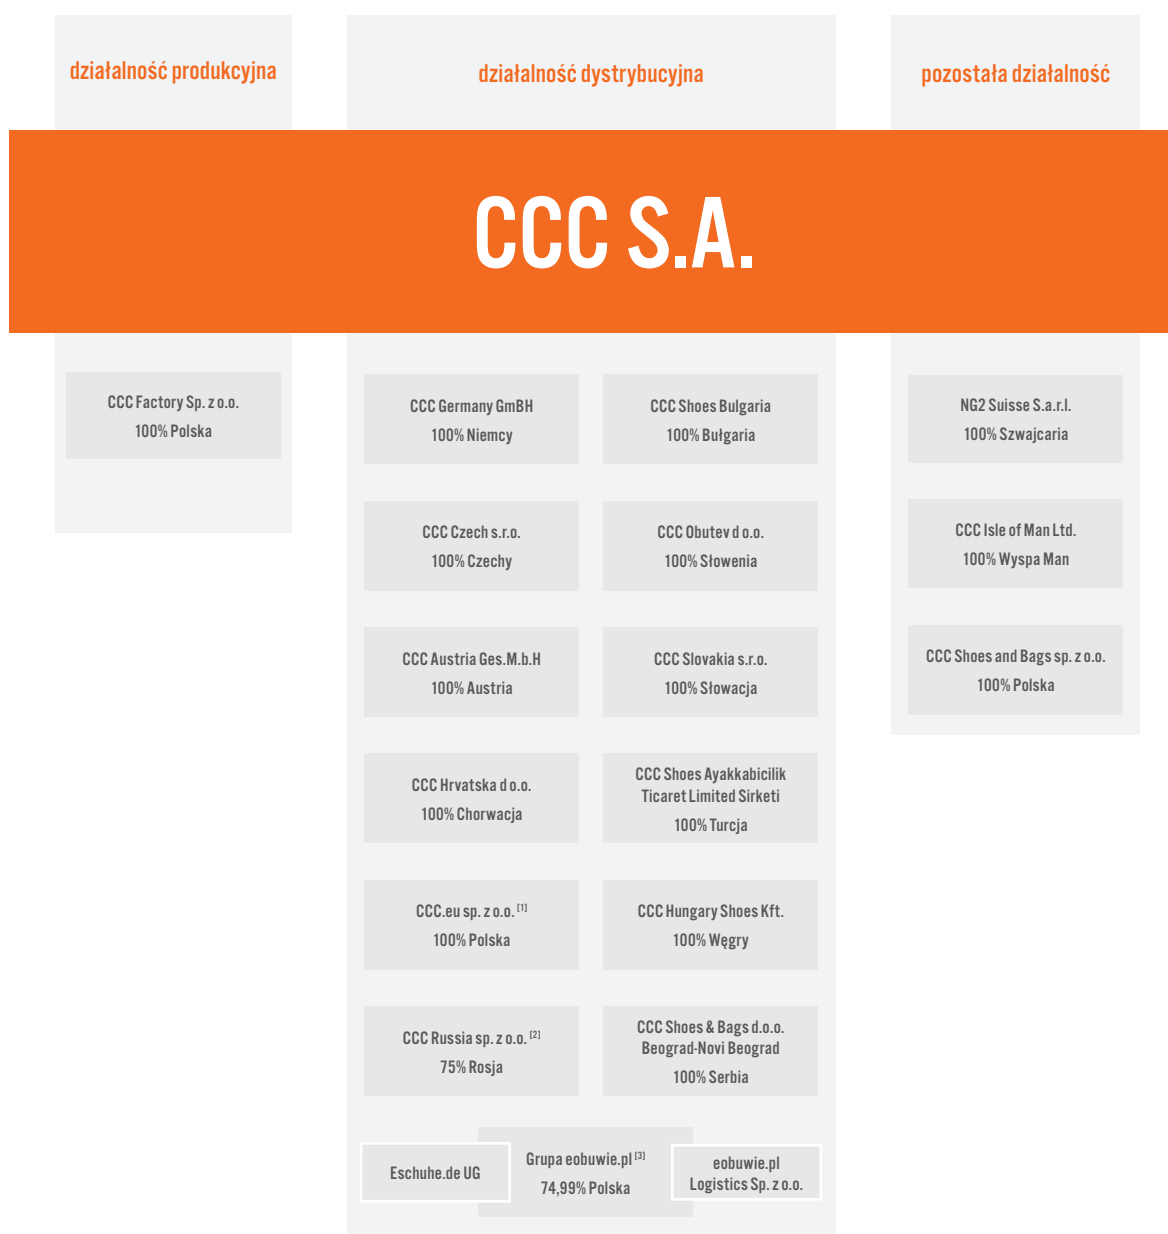 działalność produkcyjna
działalność dystrybucyjna
pozostała działalność
CCC S.A.
CCC Factory Sp. z o.o.
100% Polska
CCC Germany GmBH
100% Niemcy
CCC Shoes Bulgaria
100% Bułgaria
NG2 Suisse S.a.r.l.
100% Szwajcaria
CCC Czech s.r.o.
100% Czechy
CCC Obutev d o.o.
100% Słowenia
CCC Isle of Man Ltd.
100% Wyspa Man
CCC Austria Ges.M.b.H
100% Austria
CCC Slovakia s.r.o.
100% Słowacja
CCC Shoes and Bags sp. z o.o.
100% Polska
CCC Hrvatska d o.o.
100% Chorwacja
CCC Shoes Ayakkabicilik
Ticaret Limited Sirketi
100% Turcja
CCC.eu sp. z o.o. [1]
100% Polska
CCC Hungary Shoes Kft.
100% Węgry
CCC Russia sp. z o.o. [2]
75% Rosja
CCC Shoes & Bags d.o.o.
Beograd-Novi Beograd
100% Serbia
Eschuhe.de UG
Grupa eobuwie.pl [3]
74,99% Polska
eobuwie.pl
Logistics Sp. z o.o.